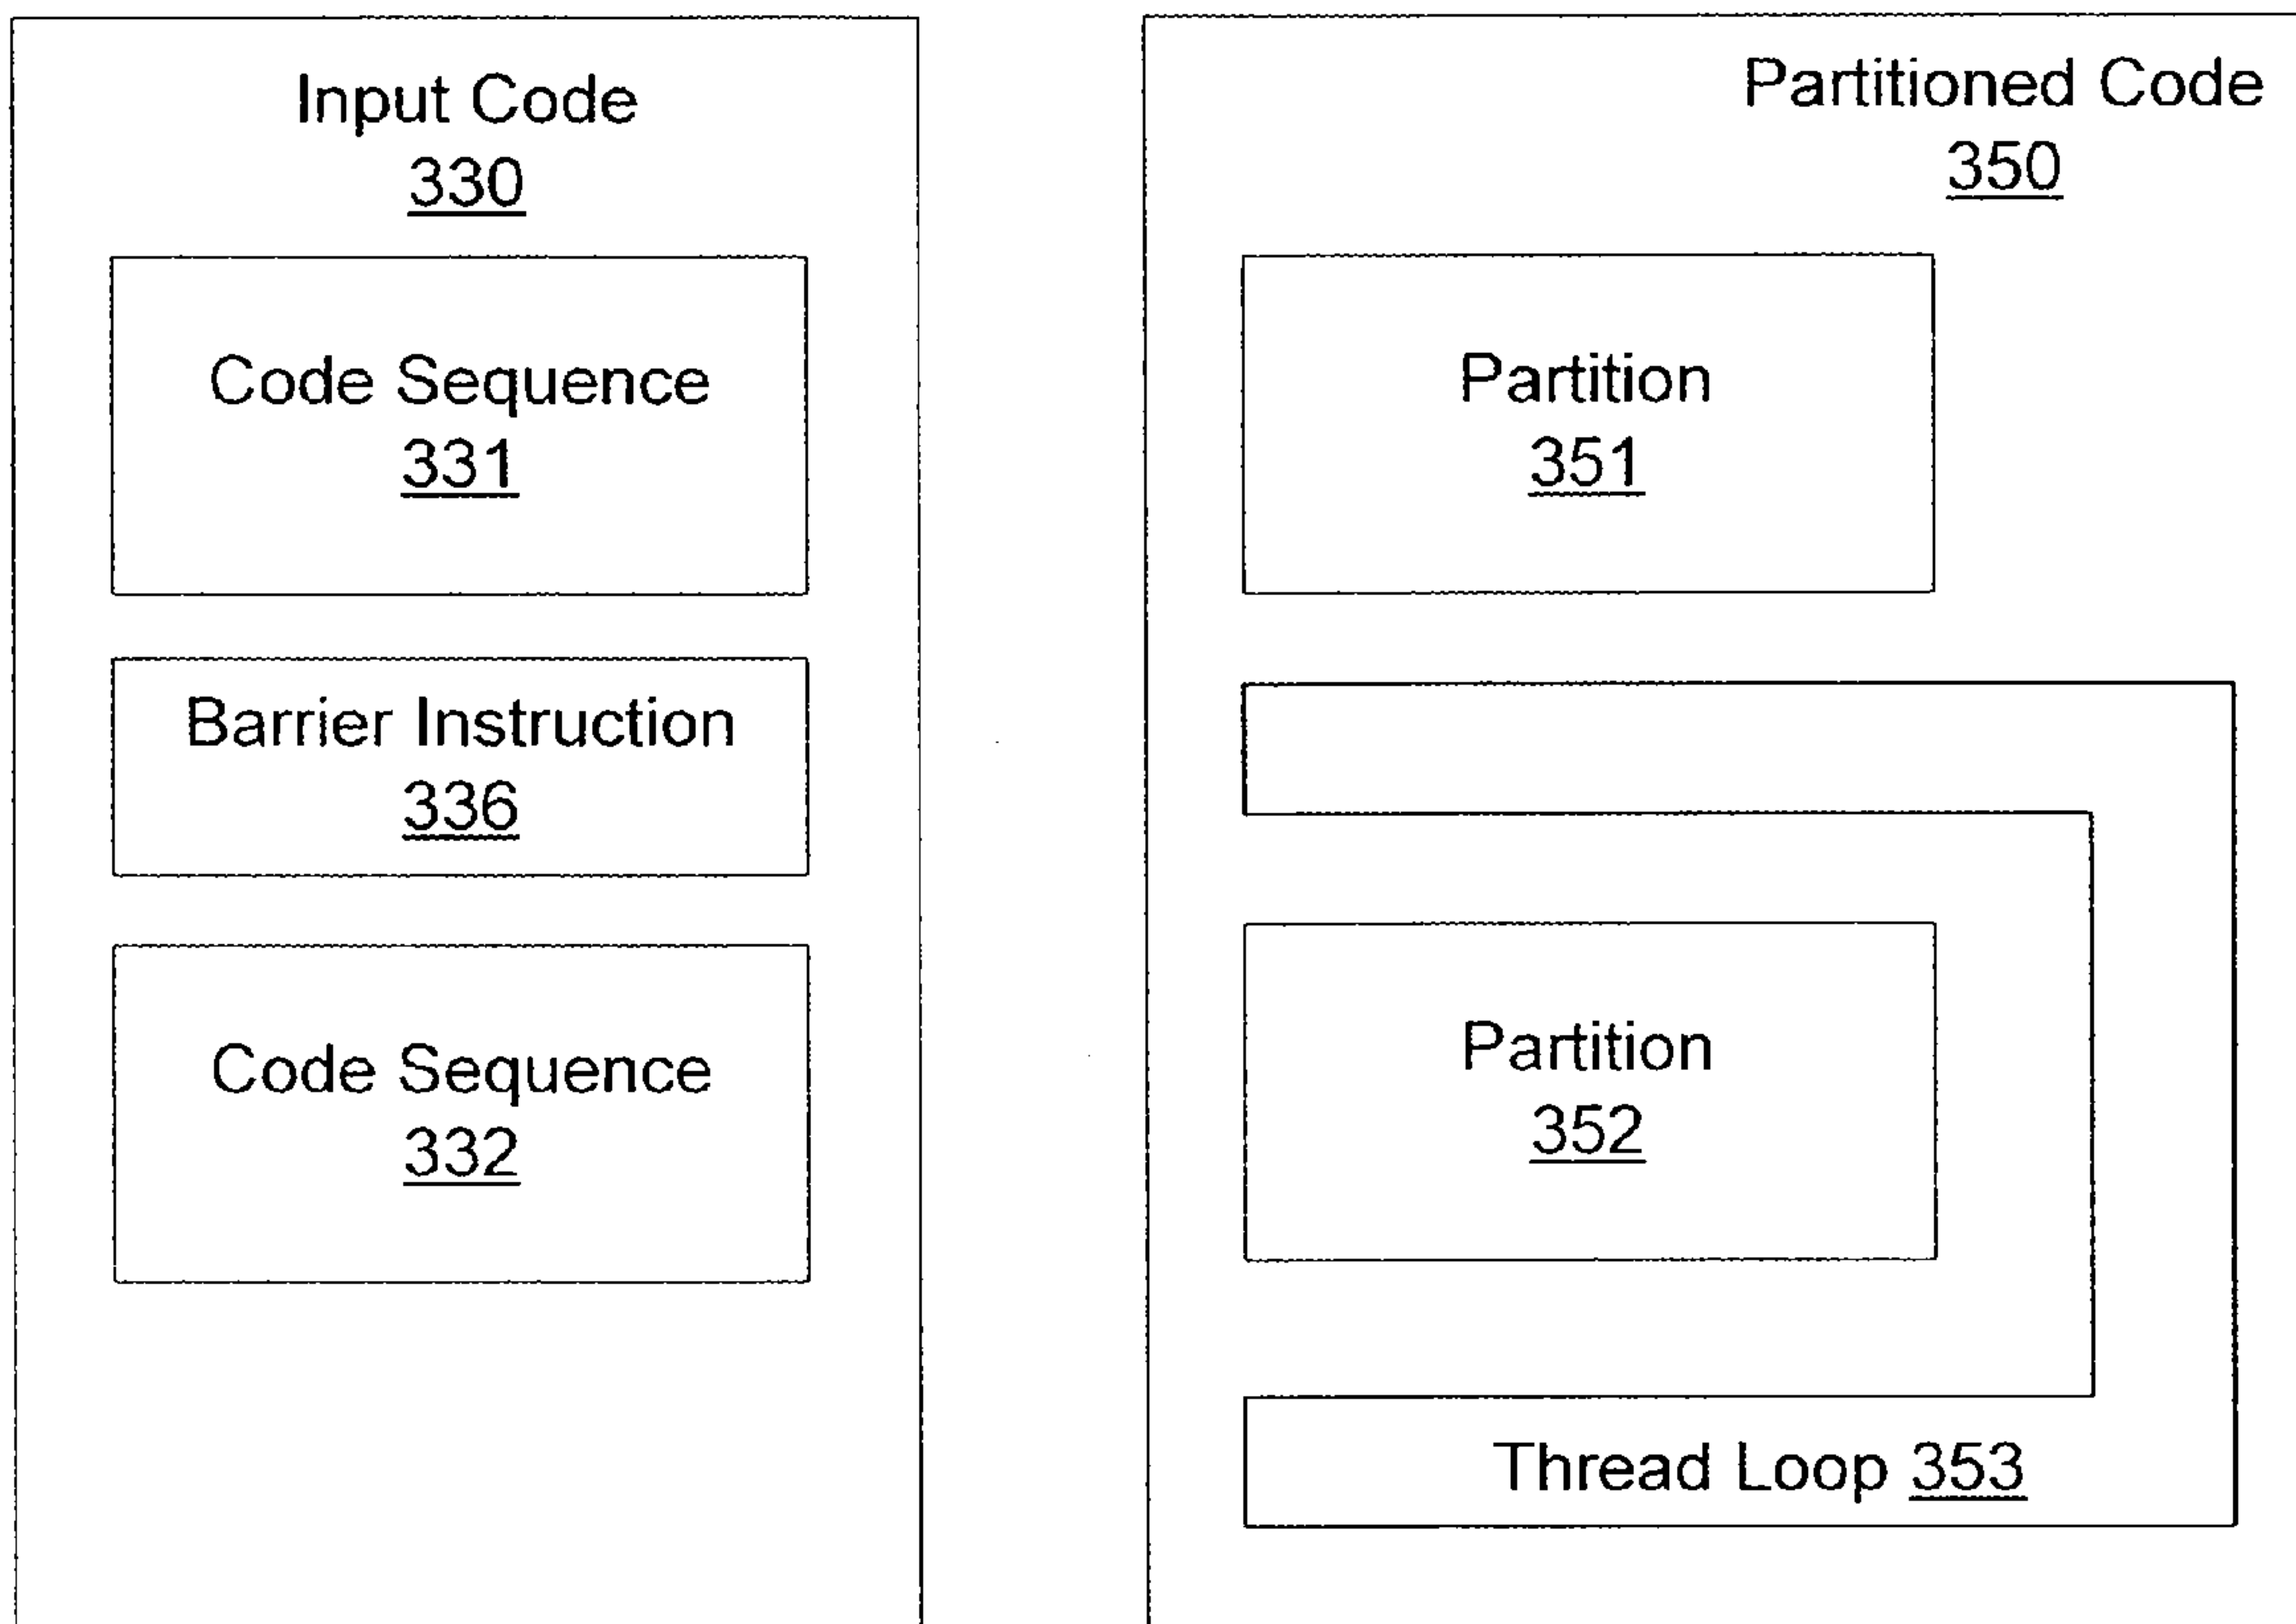 Input Code
330
Code Sequence
331
Barrier Instruction
336
Code Sequence
332
Partitioned Code
350
Partition
351
Partition
352
Thread Loop 353